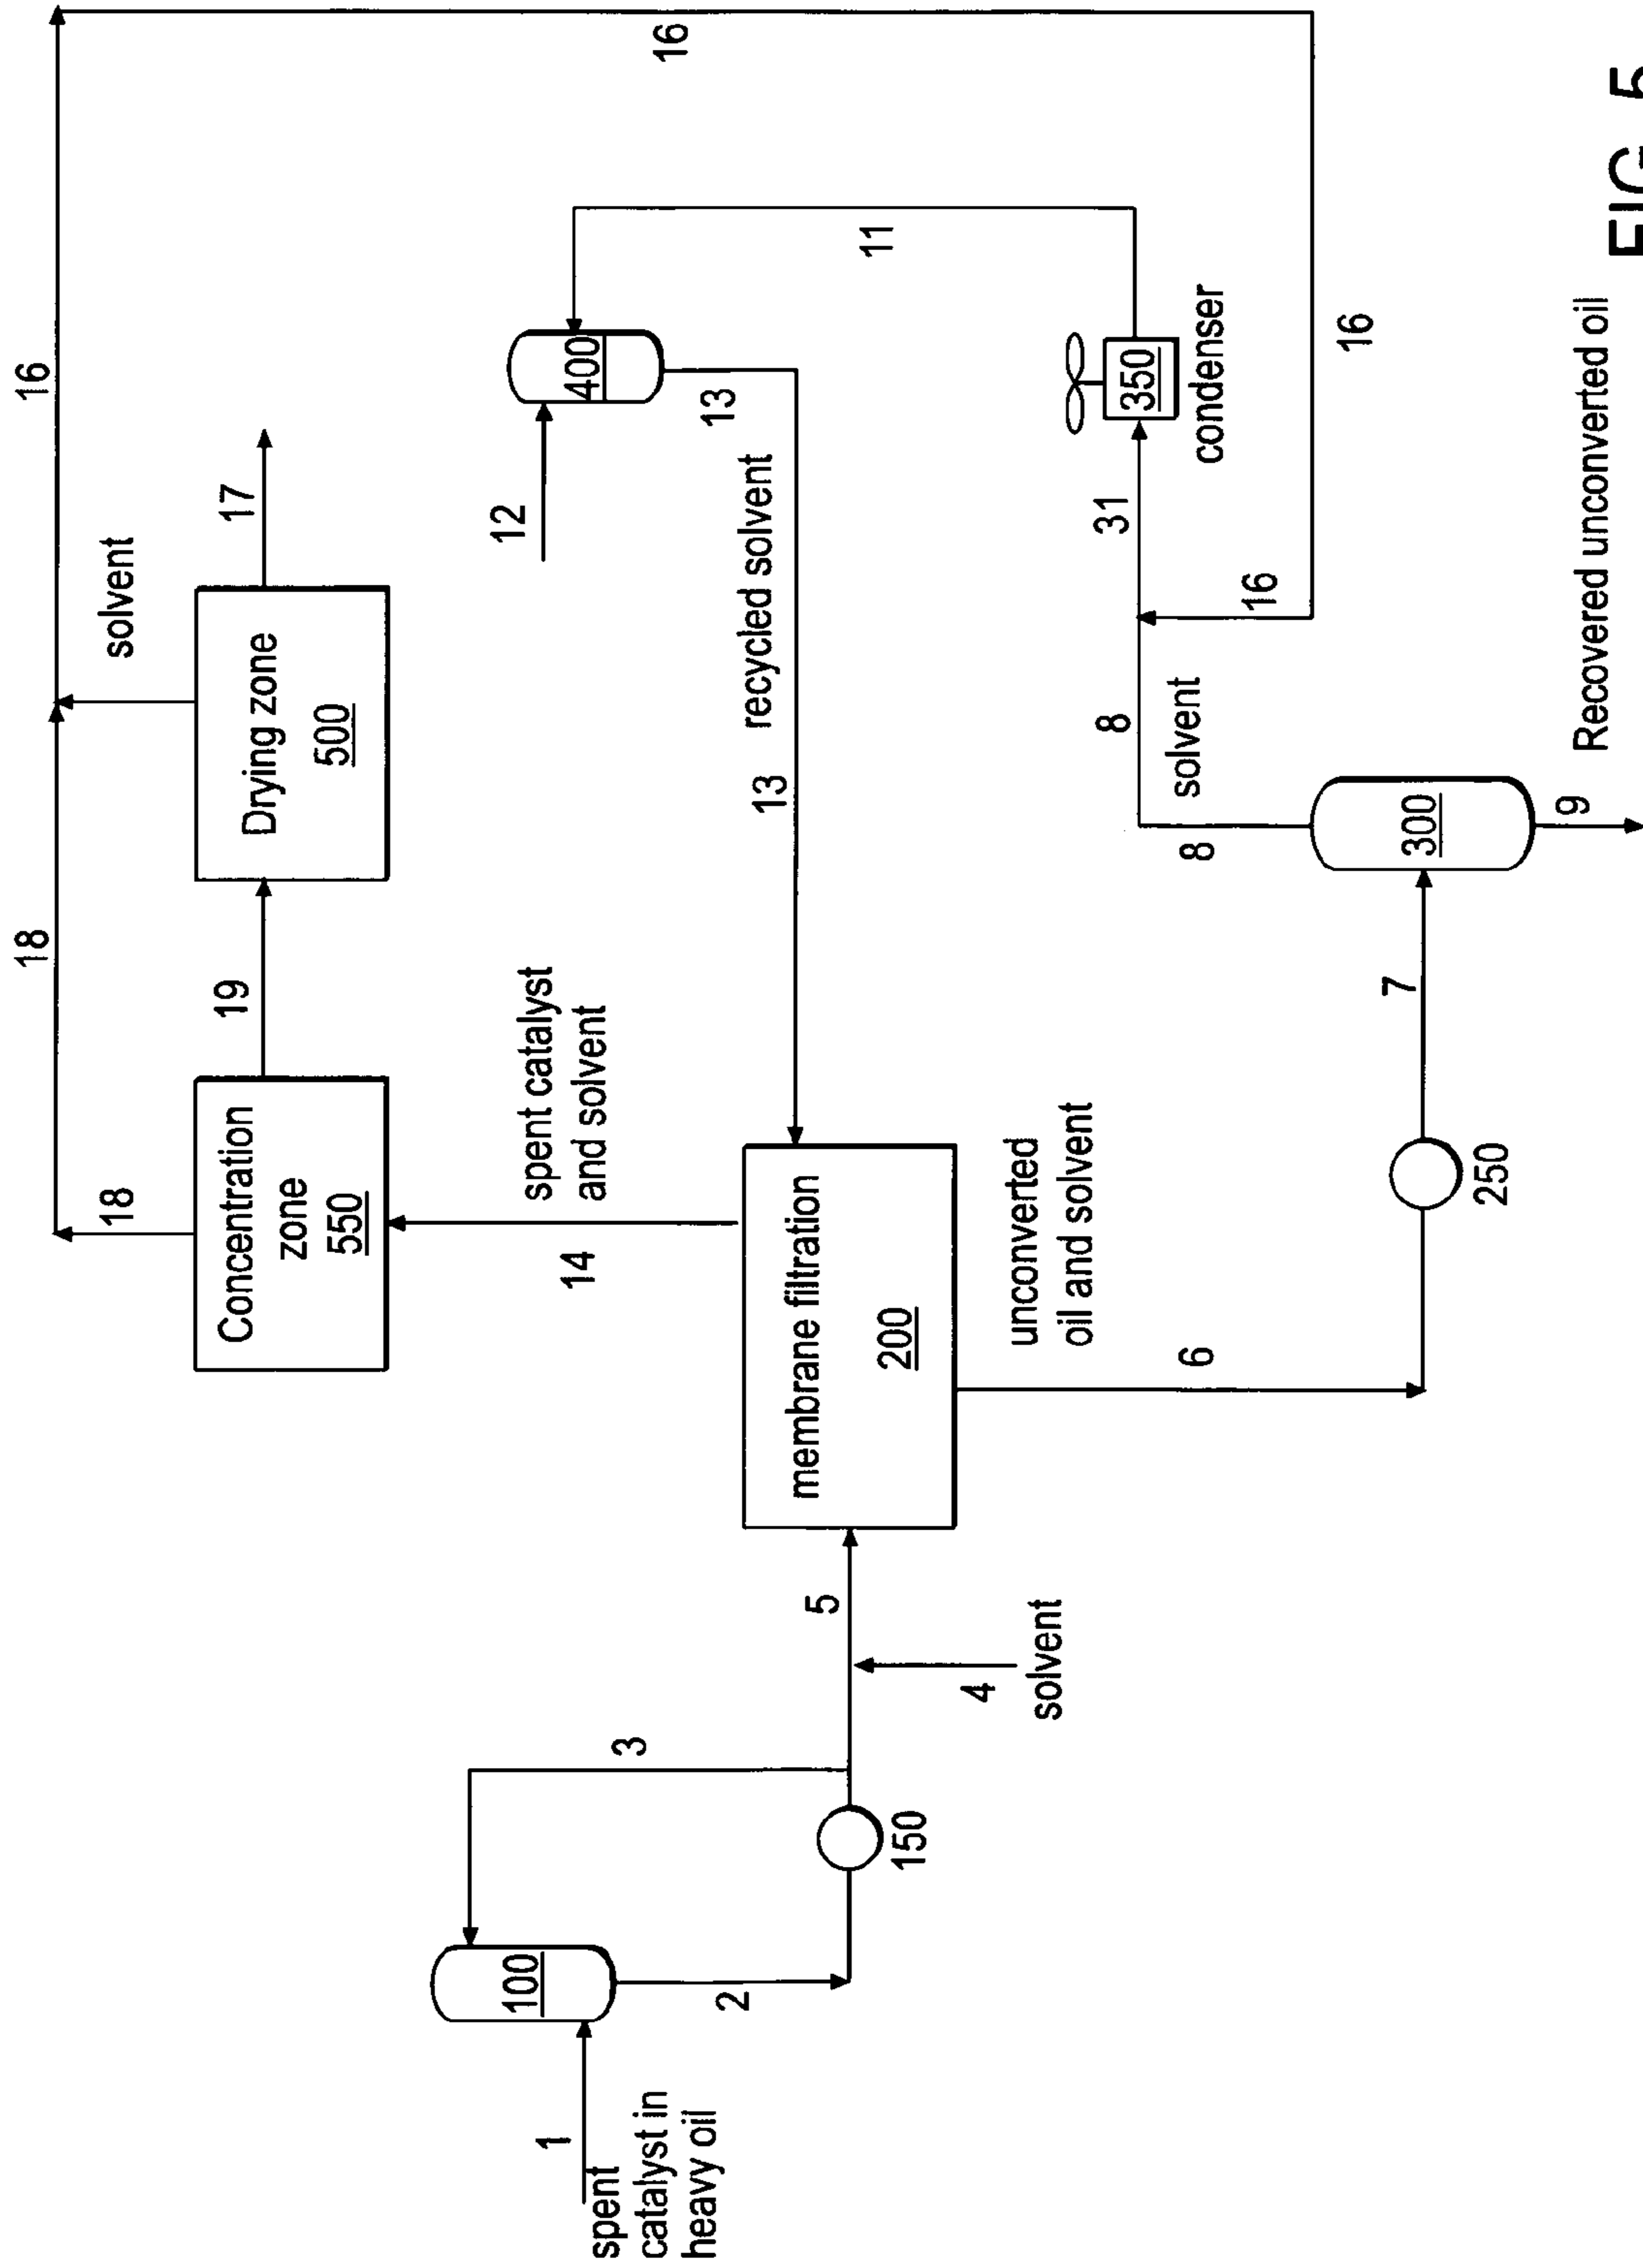 16
18
16
18
solvent
Concentration
zone
550
19
Drying zone
500
17
spent catalyst
and solvent
14
12
400
13
recycled solvent
13
11
1
spent
catalyst in
heavy oil
100
2
3
150
5
4
solvent
membrane filtration
200
unconverted
oil and solvent
6
250
7
8
solvent
8
31
350
condenser
16
16
300
9
Recovered unconverted oil
FIG. 5